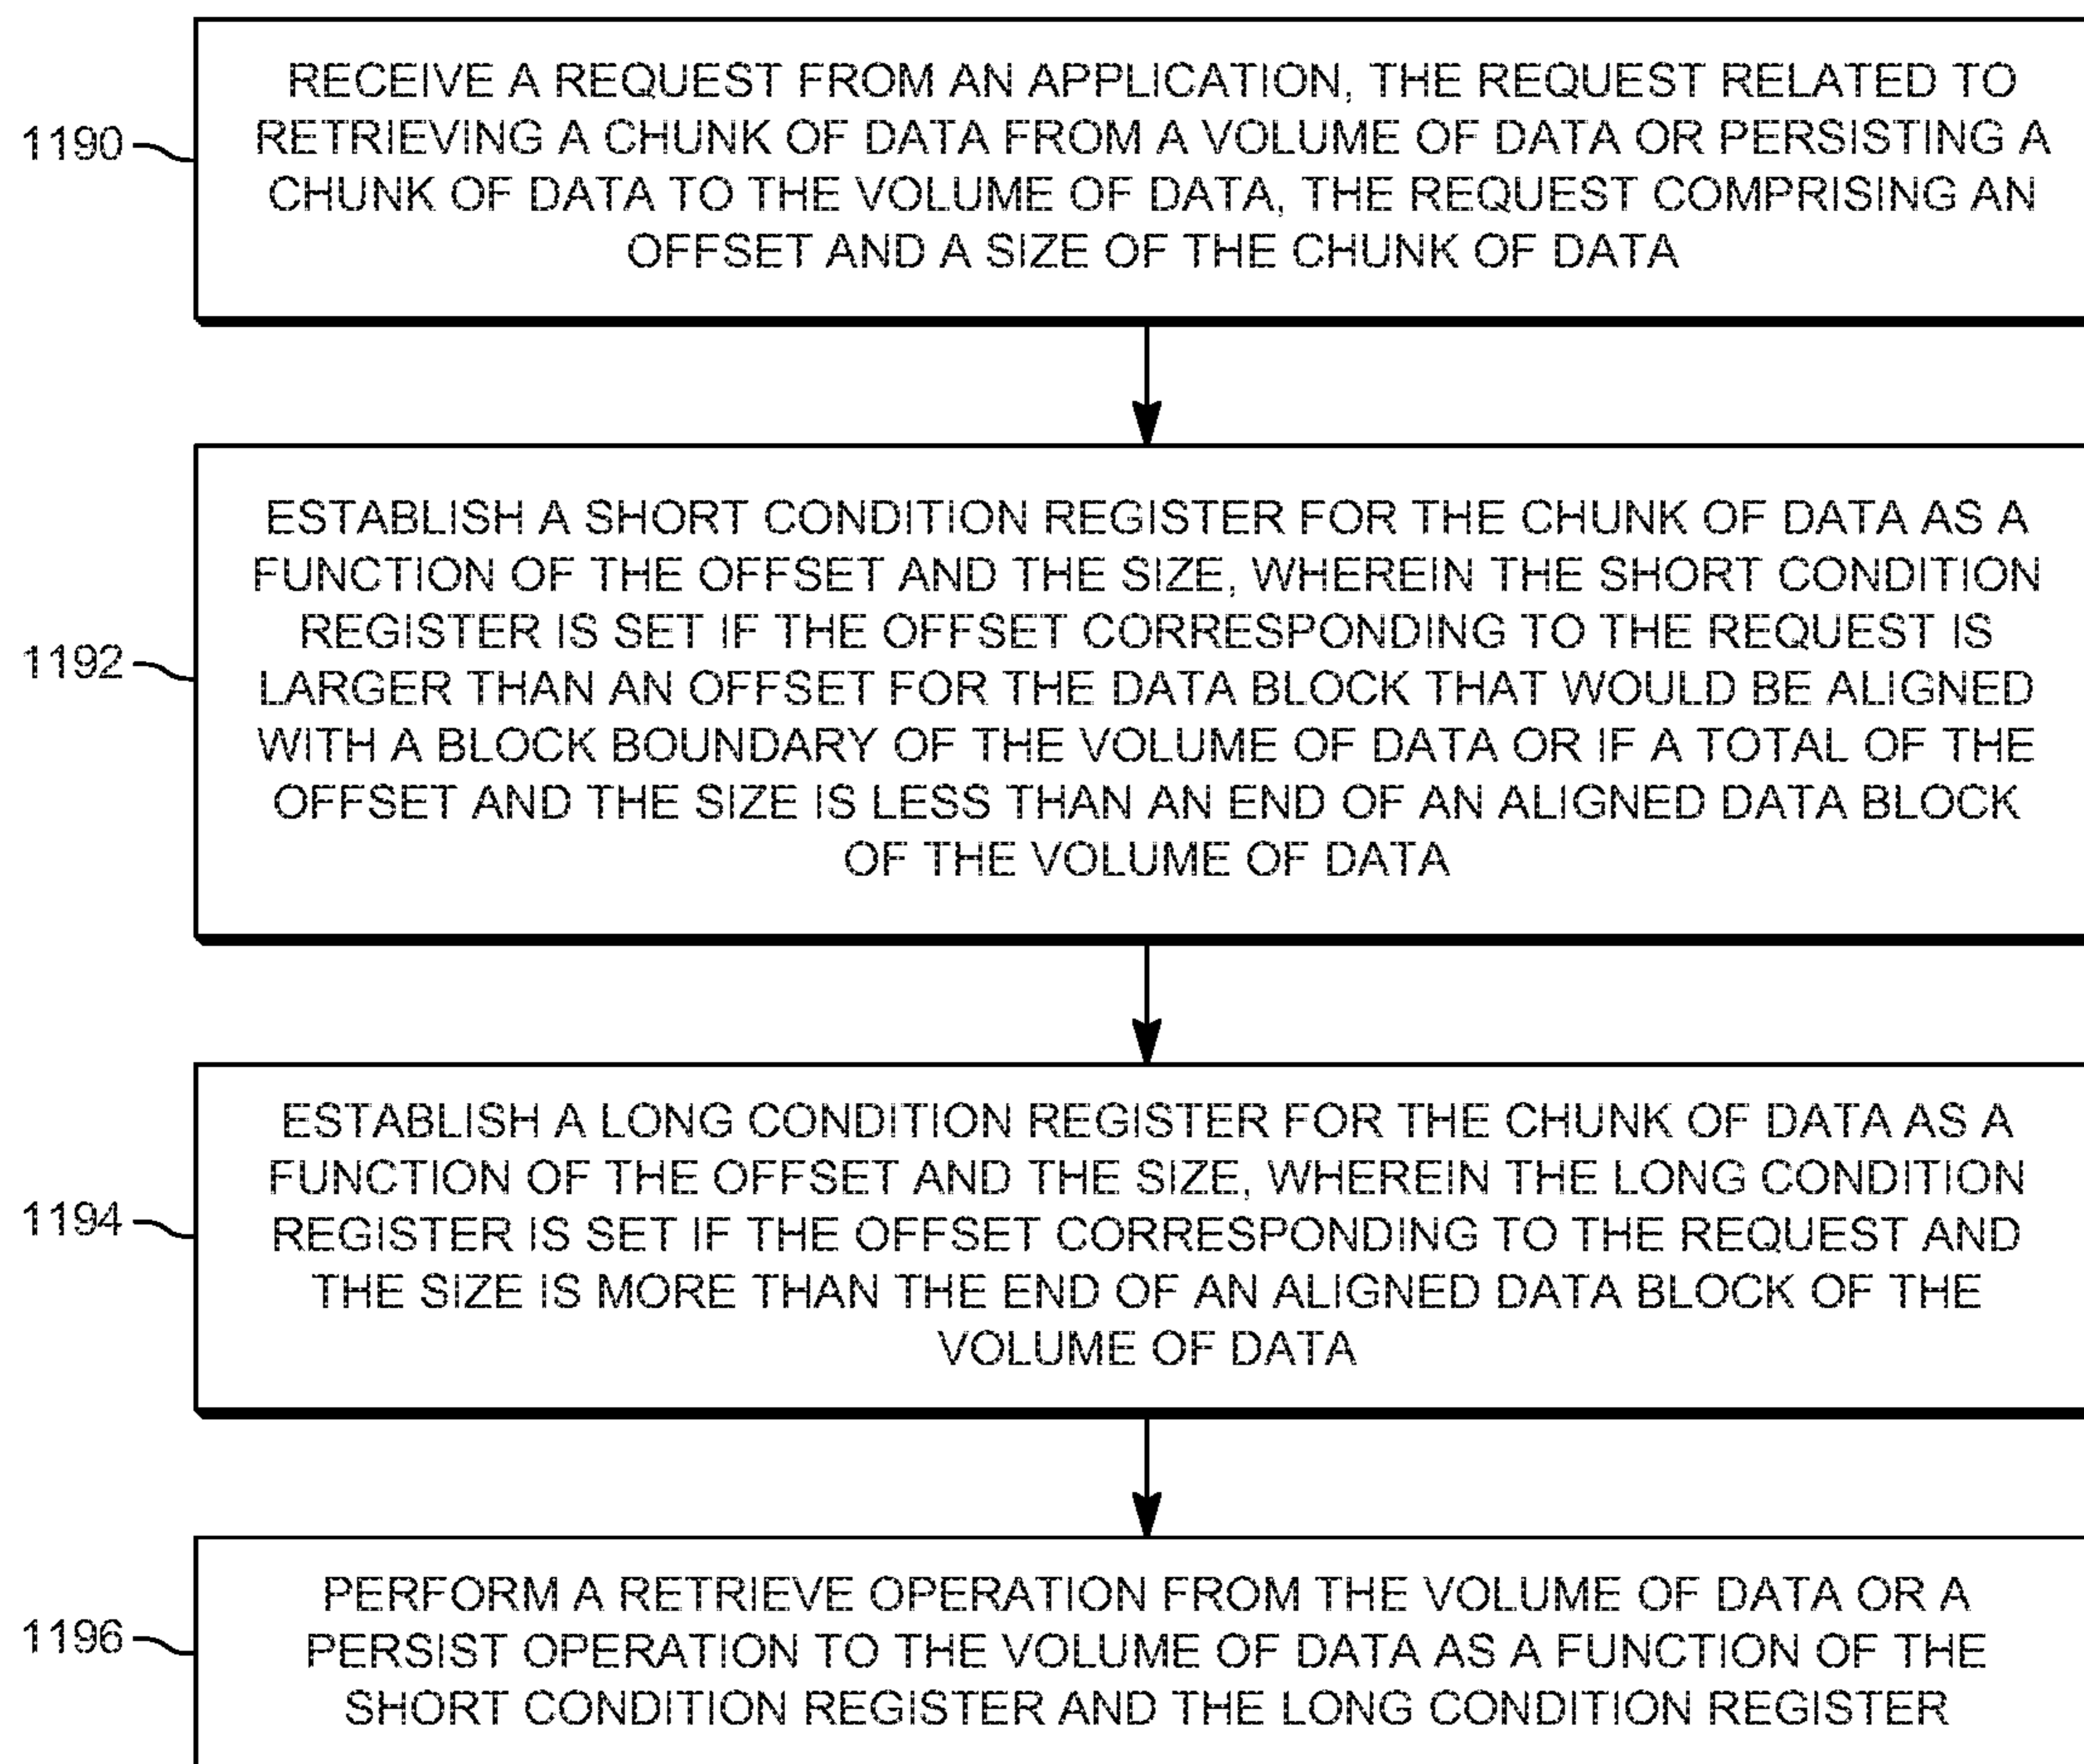 RECEIVE A REQUEST FROM AN APPLICATION, THE REQUEST RELATED TO
1190
RETRIEVING A CHUNK OF DATA FROM A VOLUME OF DATA OR PERSISTING A
CHUNK OF DATA TO THE VOLUME OF DATA, THE REQUEST COMPRISING AN
OFFSET AND A SIZE OF THE CHUNK OF DATA
ESTABLISH A SHORT CONDITION REGISTER FOR THE CHUNK OF DATA AS A
FUNCTION OF THE OFFSET AND THE SIZE, WHEREIN THE SHORT CONDITION
REGISTER IS SET IF THE OFFSET CORRESPONDING TO THE REQUEST IS
1192
LARGER THAN AN OFFSET FOR THE DATA BLOCK THAT WOULD BE ALIGNED
WITH A BLOCK BOUNDARY OF THE VOLUME OF DATA OR IF A TOTAL OF THE
OFFSET AND THE SIZE IS LESS THAN AN END OF AN ALIGNED DATA BLOCK
OF THE VOLUME OF DATA
ESTABLISH A LONG CONDITION REGISTER FOR THE CHUNK OF DATA AS A
FUNCTION OF THE OFFSET AND THE SIZE, WHEREIN THE LONG CONDITION
1194
REGISTER IS SET IF THE OFFSET CORRESPONDING TO THE REQUEST AND
THE SIZE IS MORE THAN THE END OF AN ALIGNED DATA BLOCK OF THE
VOLUME OF DATA
PERFORM A RETRIEVE OPERATION FROM THE VOLUME OF DATA OR A
1196
PERSIST OPERATION TO THE VOLUME OF DATA AS A FUNCTION OF THE
SHORT CONDITION REGISTER AND THE LONG CONDITION REGISTER